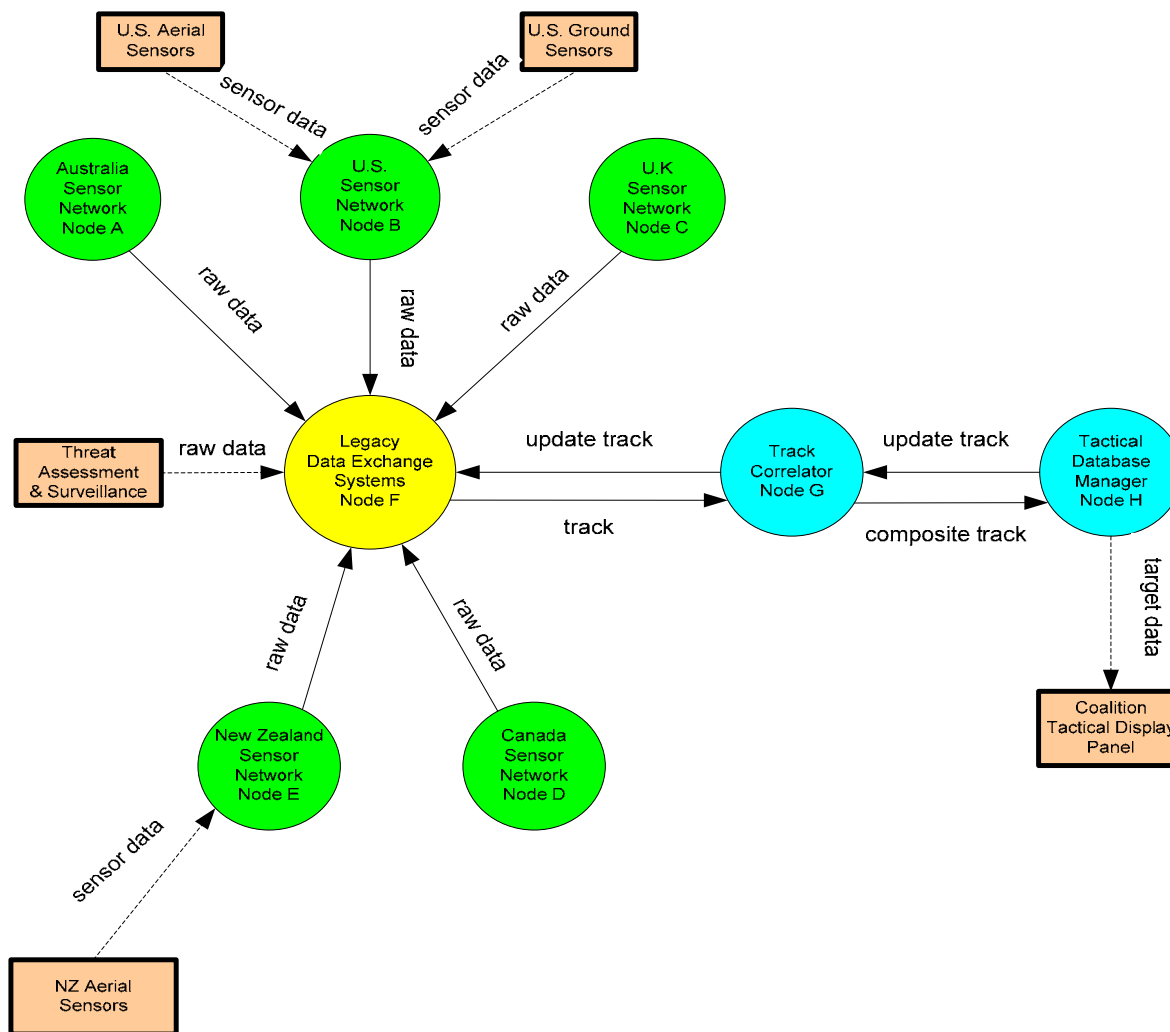 U.S. Aerial
Sensors
U.S. Ground
Sensors
sensor data
sensor data
Australia
Sensor
Network
Node A
U.S.
Sensor
Network
Node B
U.K
Sensor
Network
Node C
raw data
raw data
raw data
Threat
Assessment
& Surveillance
raw data
Legacy
Data Exchange
Systems
Node F
update track
track
Track
Correlator
Node G
update track
composite track
Tactical
Database
Manager
Node H
target data
Coalition
Tactical Display
Panel
raw data
raw data
New Zealand
Sensor
Network
Node E
Canada
Sensor
Network
Node D
sensor data
NZ Aerial
Sensors